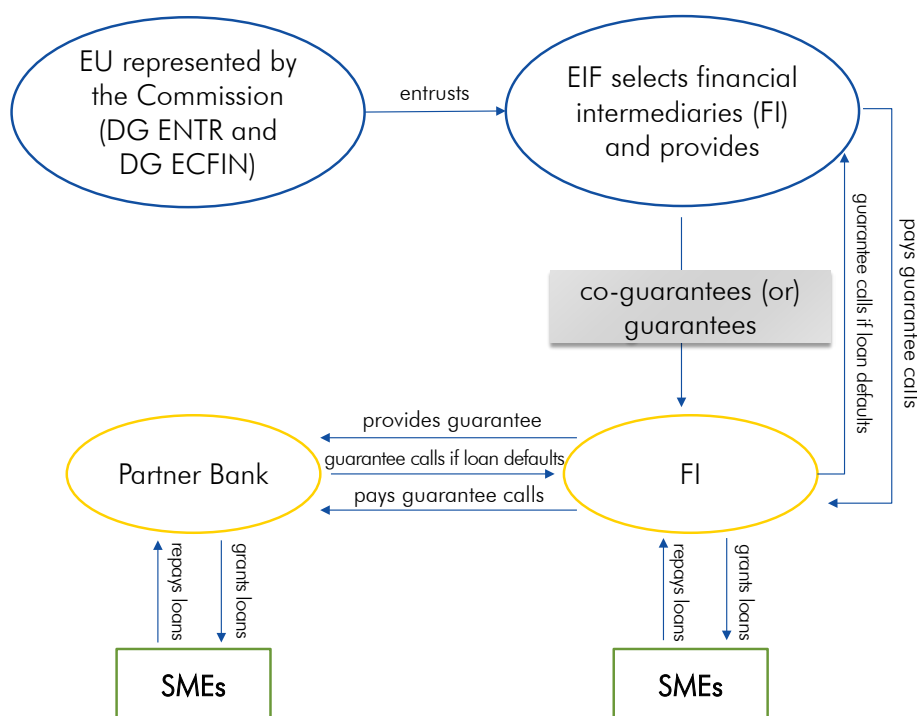 EU represented by
the Commission
(DG ENTR and
DG ECFIN)
entrusts
EIF selects financial
intermediaries (FI)
and provides
co-guarantees (or)
guarantees
guarantee calls if loan defaults
pays guarantee calls
provides guarantee
guarantee calls if loan defaults
pays guarantee calls
Partner Bank
FI
repays loans
grants loans
repays loans
grants loans
SMEs
SMEs